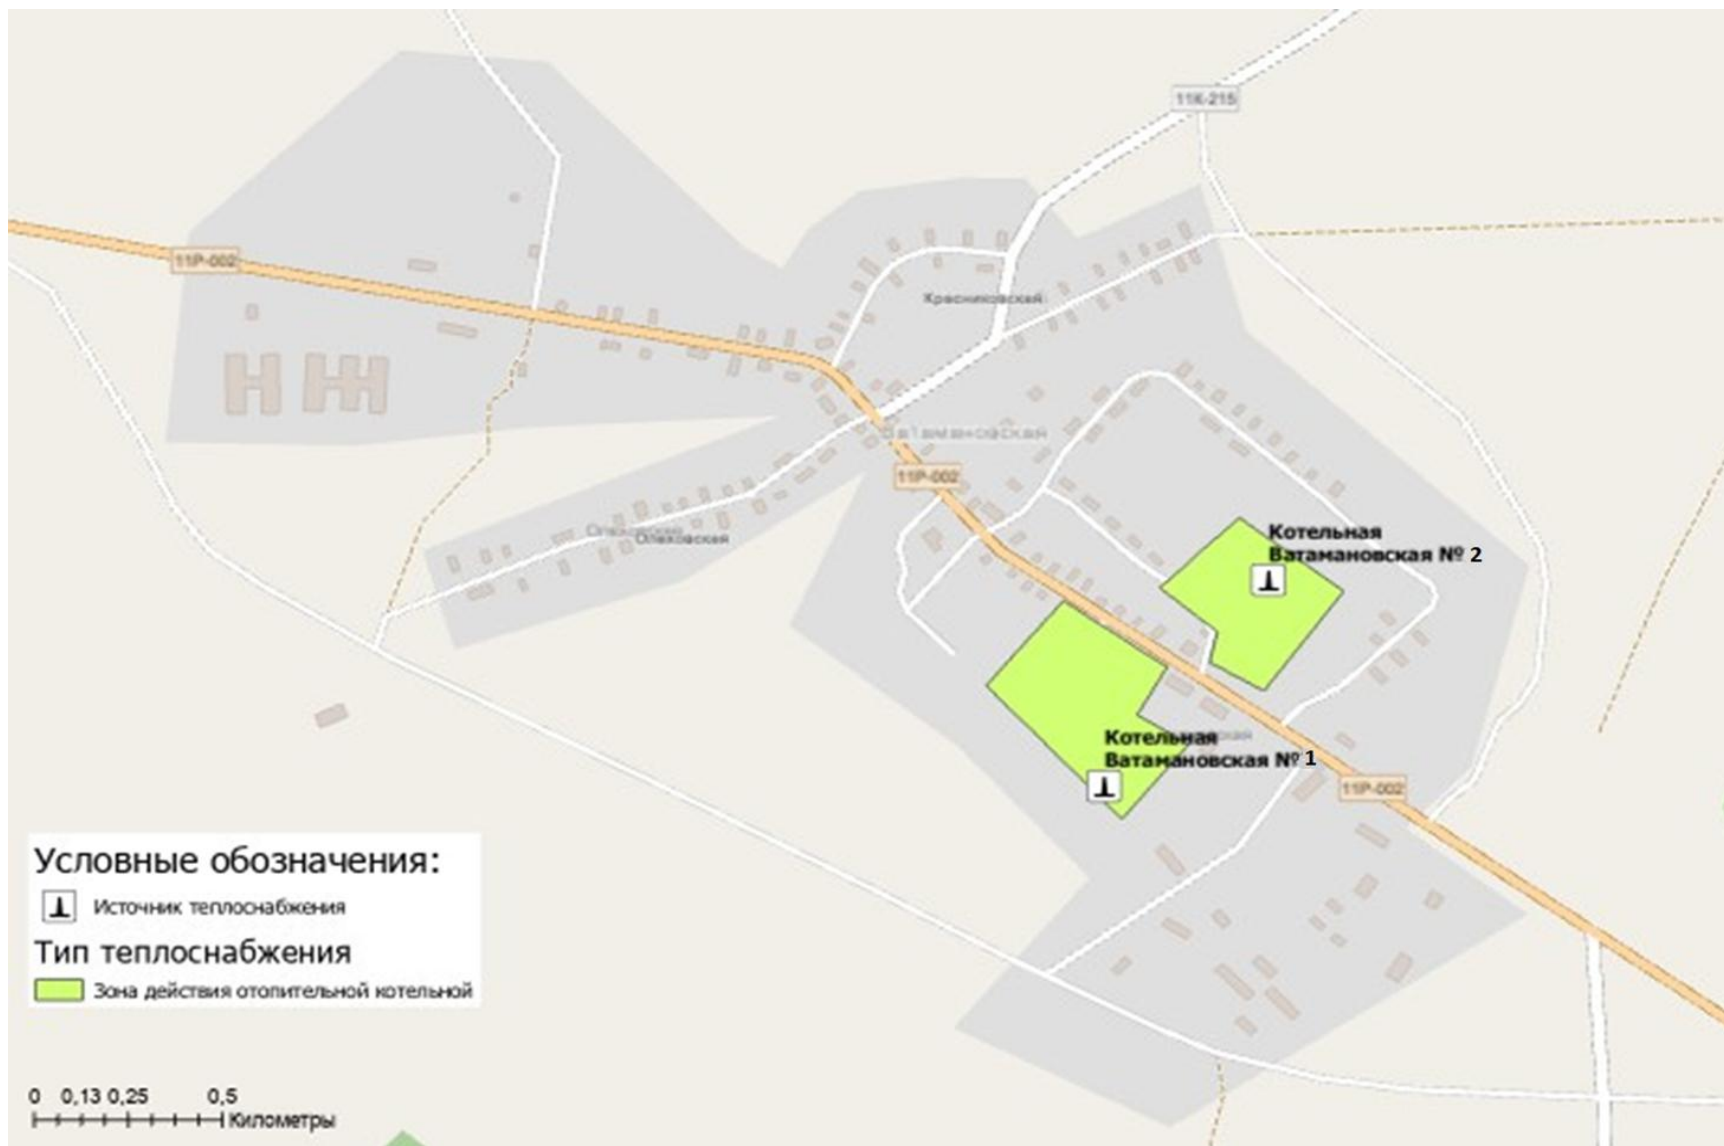 11К-215
11Р-002
Красниковская
Ватамановская
11Р-002
Олеховская
Олеховская
Котельная
Ватамановская № 2
Котельная
Ватамановская № 1
11Р-002
Условные обозначения:
Источник теплоснабжения
Тип теплоснабжения
Зона действия отопительной котельной
0 0,13 0,25 0,5
Километры